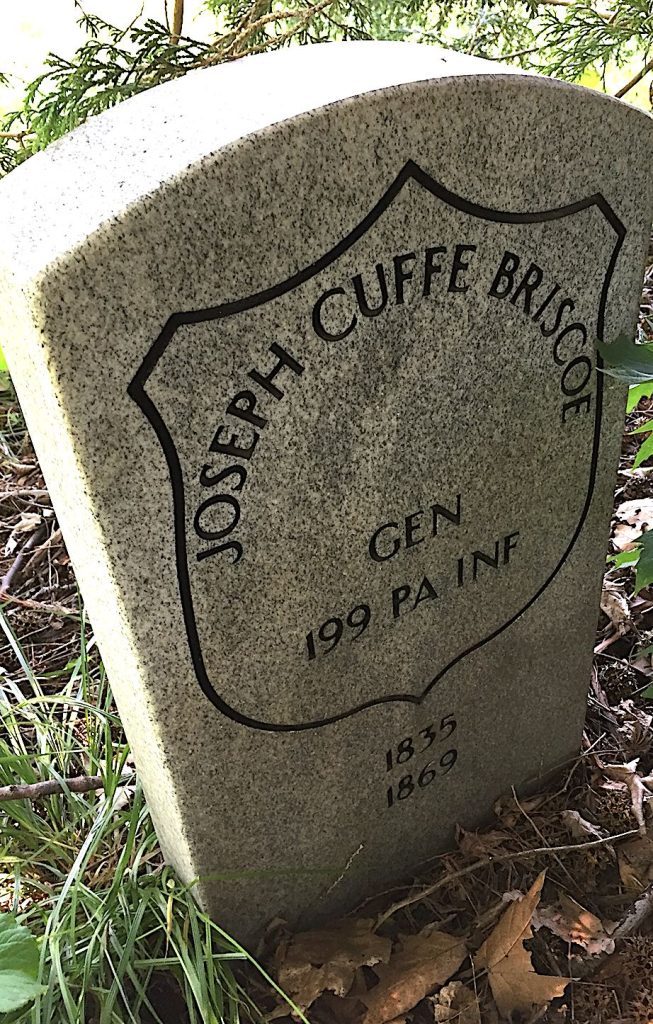 JOSEPH CUFFE BRISCOE
GEN
199 PA INF
1835
1869